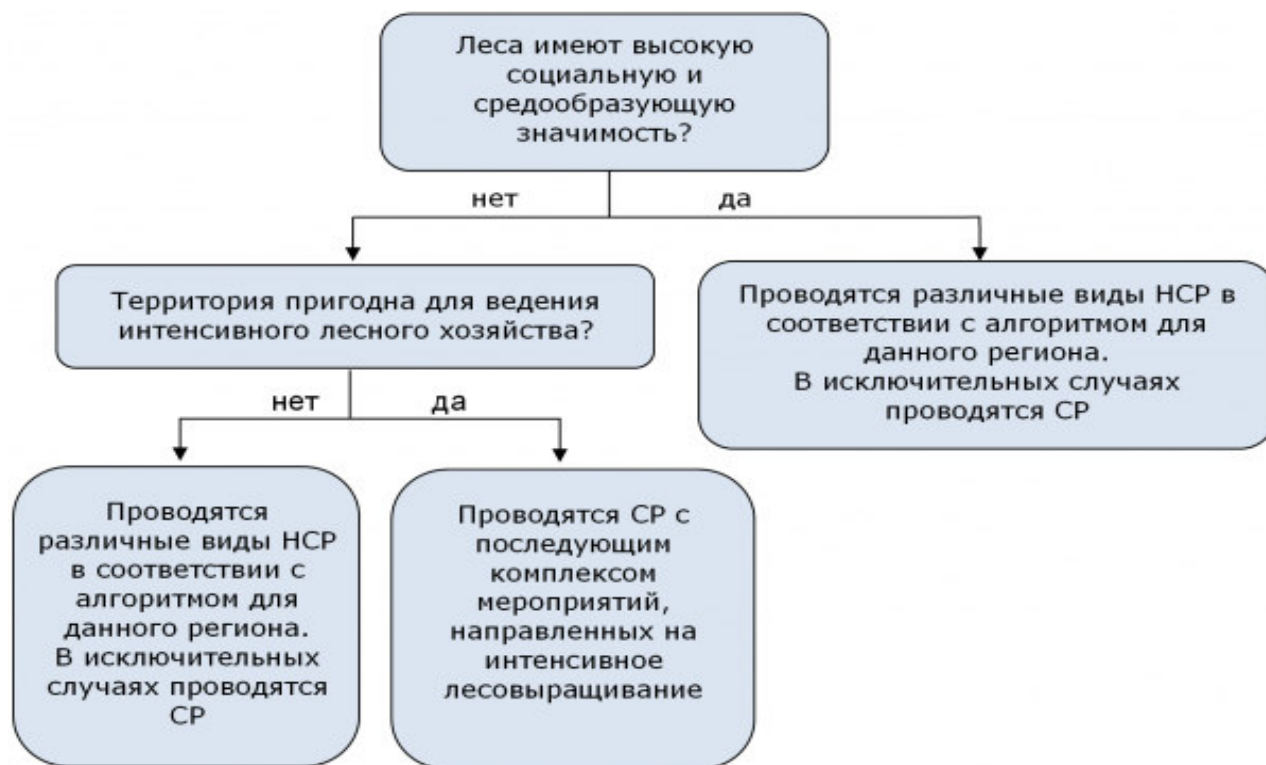 Леса имеют высокую
социальную и
средообразующую
значимость?
нет
да
Территория пригодна для ведения
интенсивного лесного хозяйства?
Проводятся различные виды НСР в
соответствии с алгоритмом для
данного региона.
В исключительных случаях
проводятся СР
нет
да
Проводятся
различные виды НСР
в соответствии с
алгоритмом для
данного региона.
В исключительных
случаях проводятся
СР
Проводятся СР с
последующим
комплексом
мероприятий,
направленных на
интенсивное
лесовыращивание